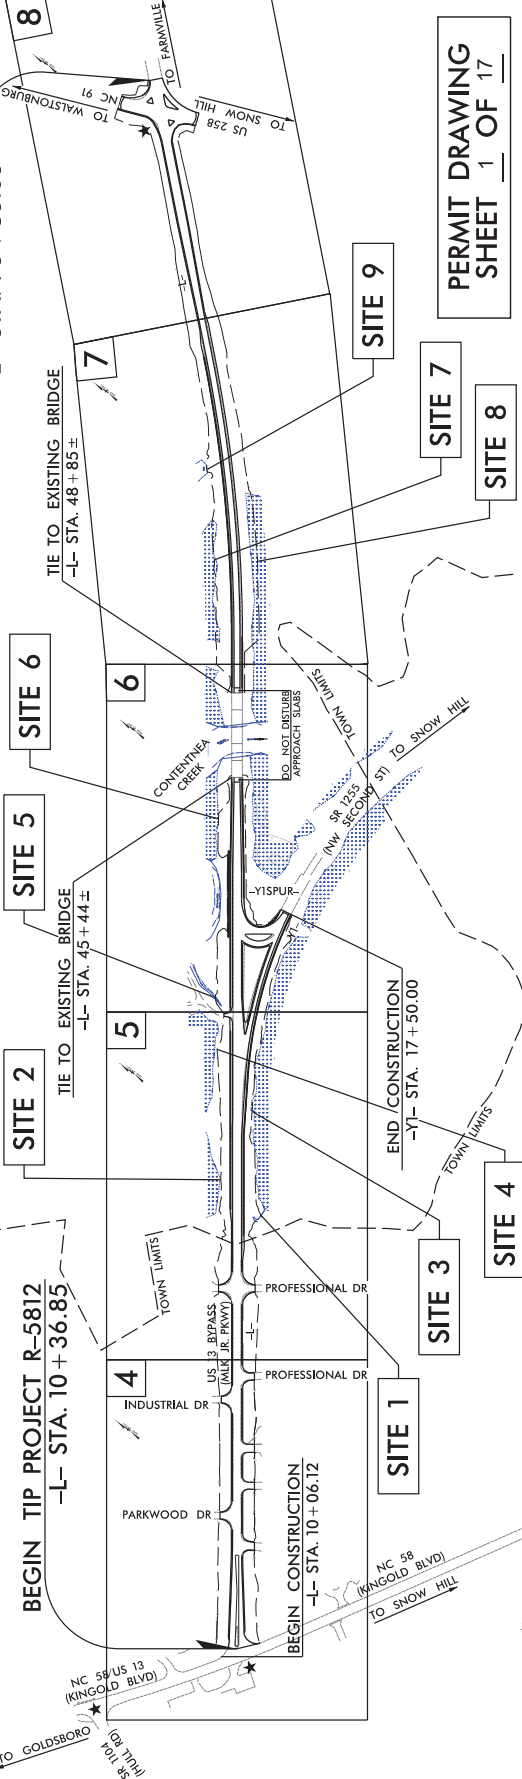 8
TO WALSTONBURG
NC 91
TO FARMVILLE
US 258
TO SNOW HILL
PERMIT DRAWING
SHEET 1 OF 17
7
-L-
SITE 9
TIE TO EXISTING BRIDGE
-L- STA. 48+85±
SITE 7
SITE 8
6
SITE 6
CONTENTNEA
CREEK
DO NOT DISTURB
APPROACH SLABS
TOWN LIMITS
SR 1255
(NW SECOND ST)
TO SNOW HILL
SITE 5
TIE TO EXISTING BRIDGE
-L- STA. 45+44±
-Y1SPUR-
-Y1-
END CONSTRUCTION
-Y1- STA. 17+50.00
5
SITE 2
TOWN LIMITS
SITE 4
SITE 3
TOWN LIMITS
PROFESSIONAL DR
US 13 BYPASS
(MLK JR. PKWY)
-L-
PROFESSIONAL DR
SITE 1
4
INDUSTRIAL DR
PARKWOOD DR
BEGIN TIP PROJECT R-5812
-L- STA. 10+36.85
BEGIN CONSTRUCTION
-L- STA. 10+06.12
NC 58
(KINGOLD BLVD)
TO SNOW HILL
NC 58/US 13
(KINGOLD BLVD)
TO GOLDSBORO
SR 1104
(HULL RD)